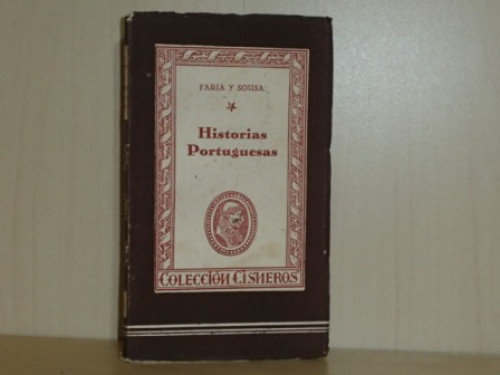 FARIA Y SOUSA
Historias
Portuguesas
COLECCIÓN CISNEROS